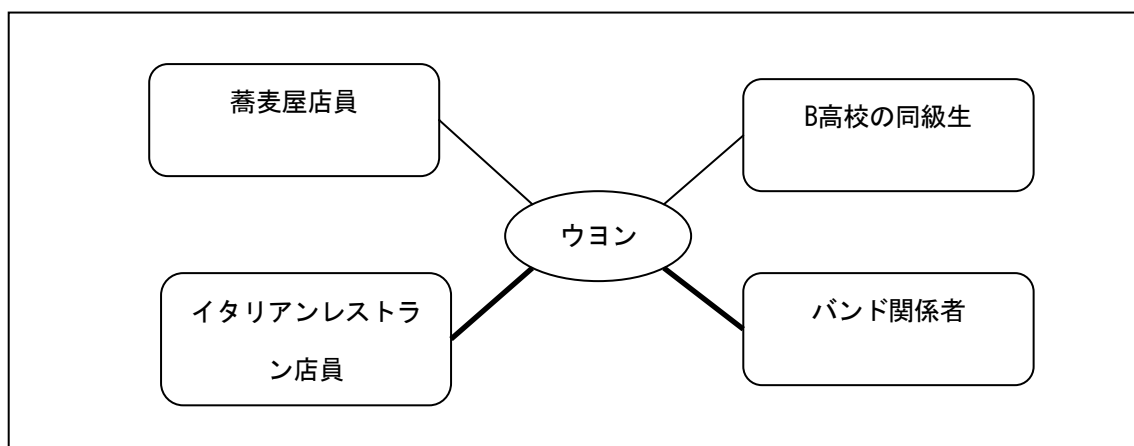 蕎麦屋店員
B高校の同級生
ウヨン
イタリアンレストラ
ン店員
バンド関係者